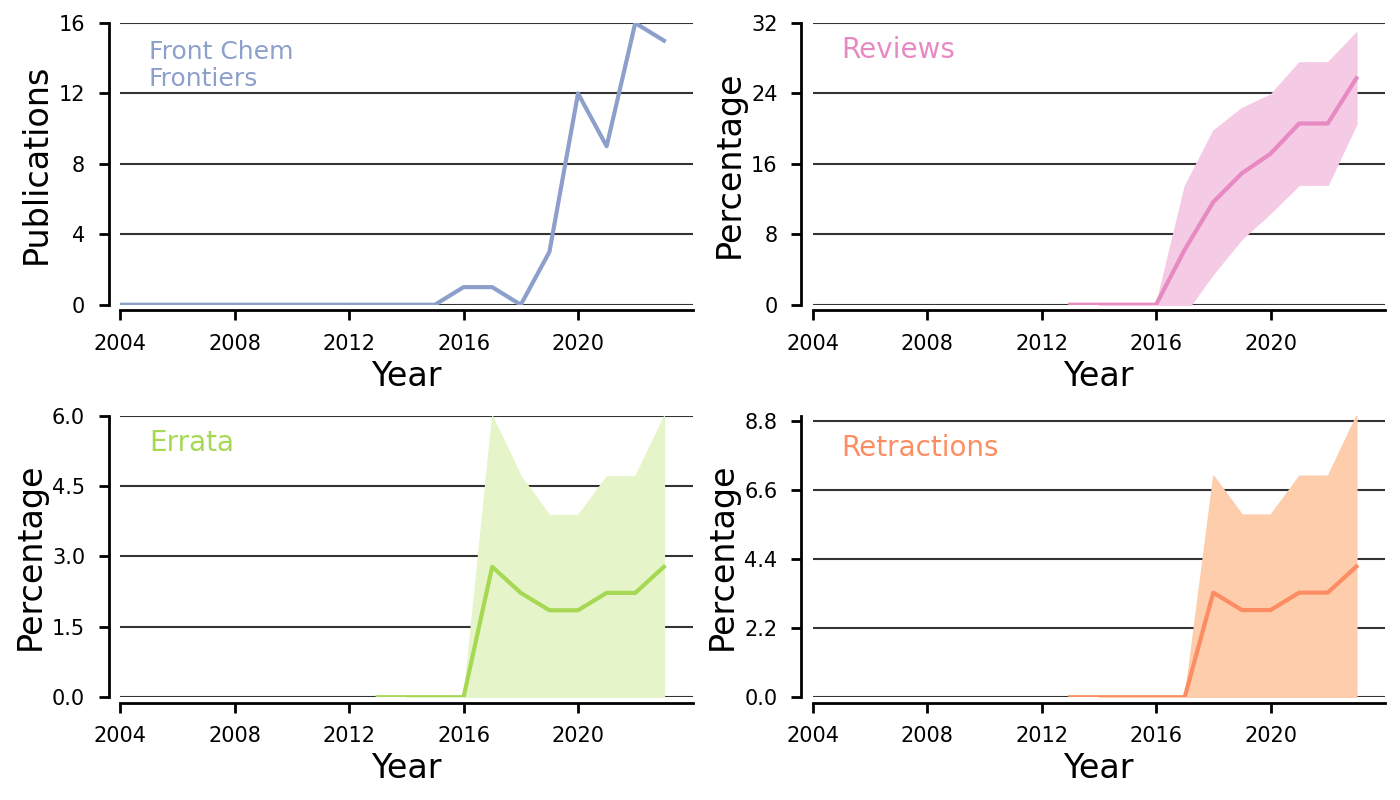 Publications
16
12
8
4
0
Front Chem
Frontiers
2004 2008 2012 2016 2020
Year
Percentage
32
24
16
8
0
Reviews
2004 2008 2012 2016 2020
Year
Percentage
6.0
4.5
3.0
1.5
0.0
Errata
2004 2008 2012 2016 2020
Year
Percentage
8.8
6.6
4.4
2.2
0.0
Retractions
2004 2008 2012 2016 2020
Year